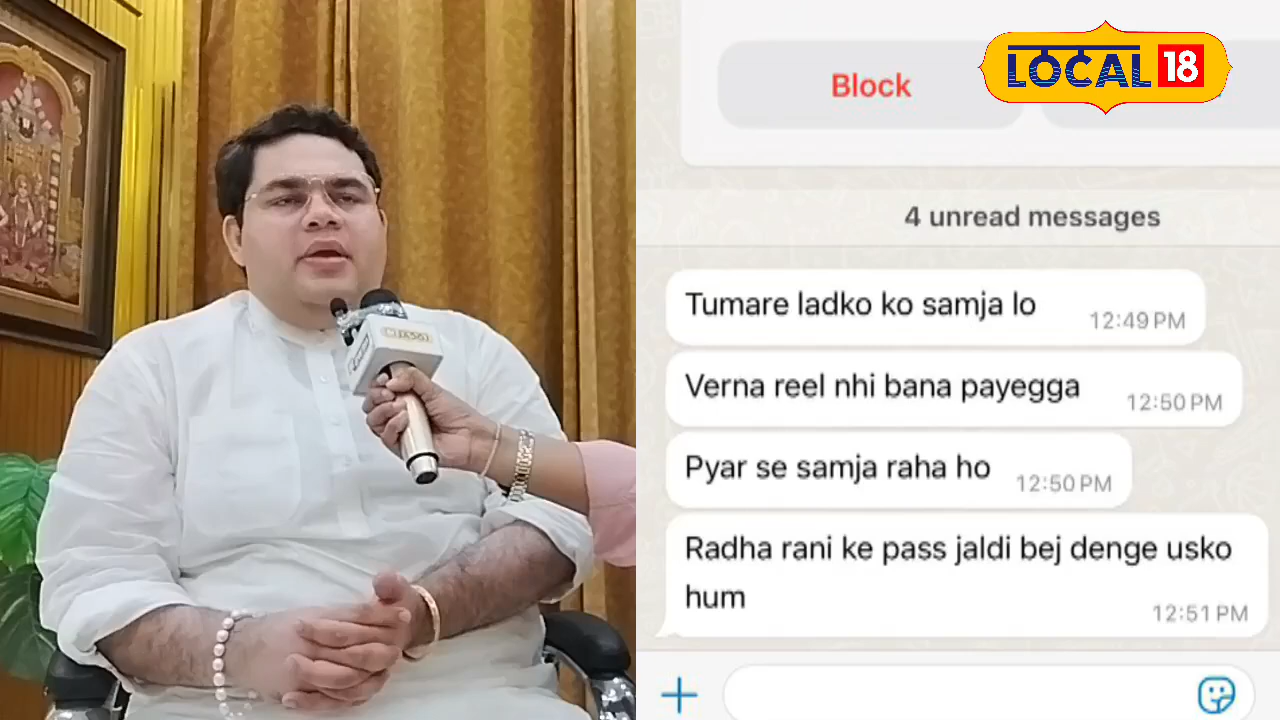 LOCAL 18
Block
4 unread messages
Tumare ladko ko samja lo
12:49 PM
Verna reel nhi bana payegga
12:50 PM
Pyar se samja raha ho
12:50 PM
Radha rani ke pass jaldi bej denge usko
hum
12:51 PM